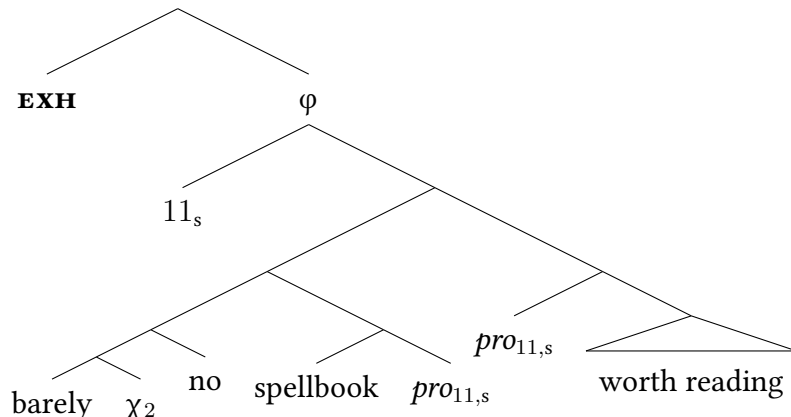 EXH φ
11s
pro11,s
no spellbook pro11,s worth reading
barely χ2